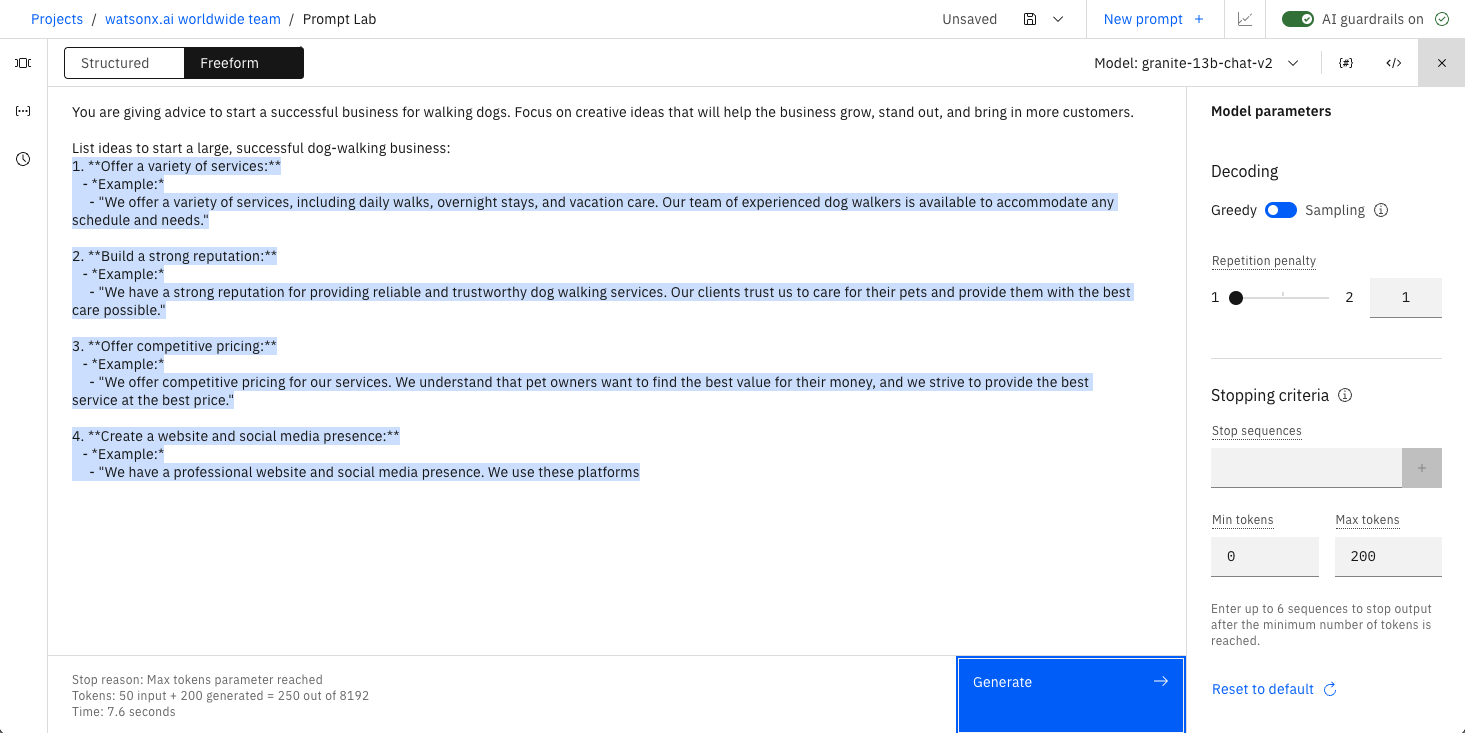 Projects / watsonx.ai worldwide team / Prompt Lab
Unsaved
New prompt +
AI guardrails on
Structured
Freeform
Model: granite-13b-chat-v2
{#}
</>
You are giving advice to start a successful business for walking dogs. Focus on creative ideas that will help the business grow, stand out, and bring in more customers.
List ideas to start a large, successful dog-walking business:
1. **Offer a variety of services:**
- *Example:*
- "We offer a variety of services, including daily walks, overnight stays, and vacation care. Our team of experienced dog walkers is available to accommodate any
schedule and needs."
2. **Build a strong reputation:**
- *Example:*
- "We have a strong reputation for providing reliable and trustworthy dog walking services. Our clients trust us to care for their pets and provide them with the best
care possible."
3. **Offer competitive pricing:**
- *Example:*
- "We offer competitive pricing for our services. We understand that pet owners want to find the best value for their money, and we strive to provide the best
service at the best price."
4. **Create a website and social media presence:**
- *Example:*
- "We have a professional website and social media presence. We use these platforms
Stop reason: Max tokens parameter reached
Tokens: 50 input + 200 generated = 250 out of 8192
Time: 7.6 seconds
Generate
Model parameters
Decoding
Greedy
Sampling
Repetition penalty
1
2
1
Stopping criteria
Stop sequences
+
Min tokens
Max tokens
0
200
Enter up to 6 sequences to stop output
after the minimum number of tokens is
reached.
Reset to default